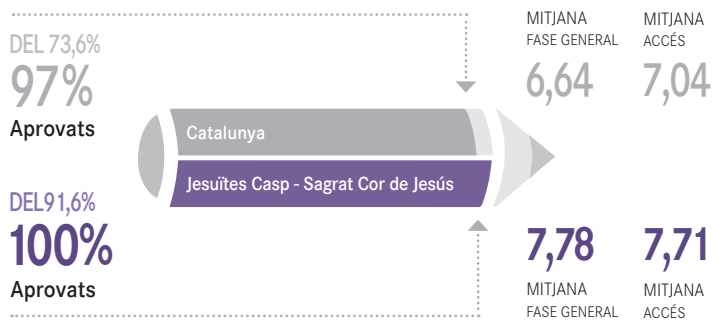 DEL 73,6%
97%
Aprovats
MITJANA
FASE GENERAL
6,64
MITJANA
ACCÉS
7,04
Catalunya
Jesuïtes Casp - Sagrat Cor de Jesús
DEL91,6%
100%
Aprovats
7,78
MITJANA
FASE GENERAL
7,71
MITJANA
ACCÉS